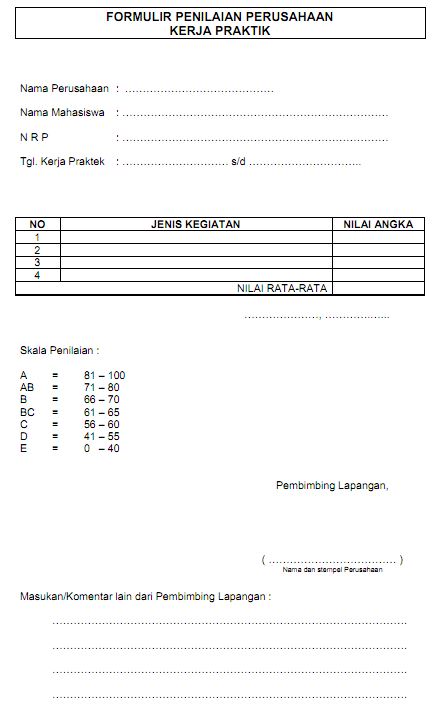 FORMULIR PENILAIAN PERUSAHAAN
KERJA PRAKTIK
Nama Perusahaan : ……………………………………
Nama Mahasiswa : …………………………………………………………………
N R P : …………………………………………………………………
Tgl. Kerja Praktek : ………………………… s/d …………………………..
NO JENIS KEGIATAN NILAI ANGKA
1
2
3
4
NILAI RATA-RATA
…………………, ……………….
Skala Penilaian :
A = 81 – 100
AB = 71 – 80
B = 66 – 70
BC = 61 – 65
C = 56 – 60
D = 41 – 55
E = 0 – 40
Pembimbing Lapangan,
( ……………………………… )
Nama dan stempel Perusahaan
Masukan/Komentar lain dari Pembimbing Lapangan :
………………………………………………………………………………………..
………………………………………………………………………………………..
………………………………………………………………………………………..
………………………………………………………………………………………..